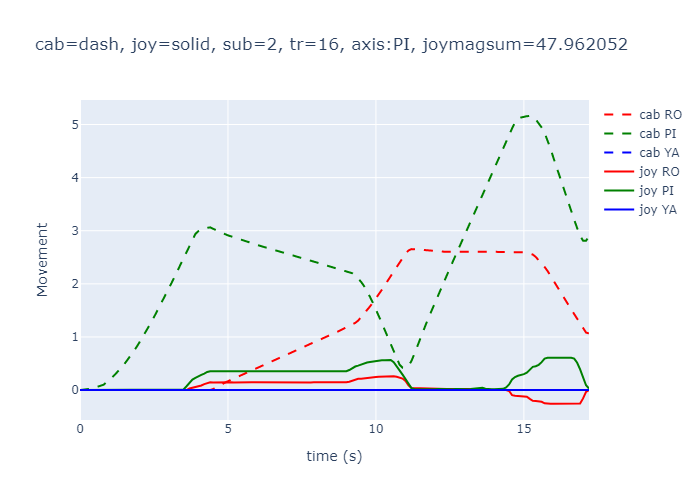 cab=dash, joy=solid, sub=2, tr=16, axis:PI, joymagsum=47.962052
cab RO
cab PI
cab YA
joy RO
joy PI
joy YA
Movement
5
4
3
2
1
0
0 5 10 15
time (s)